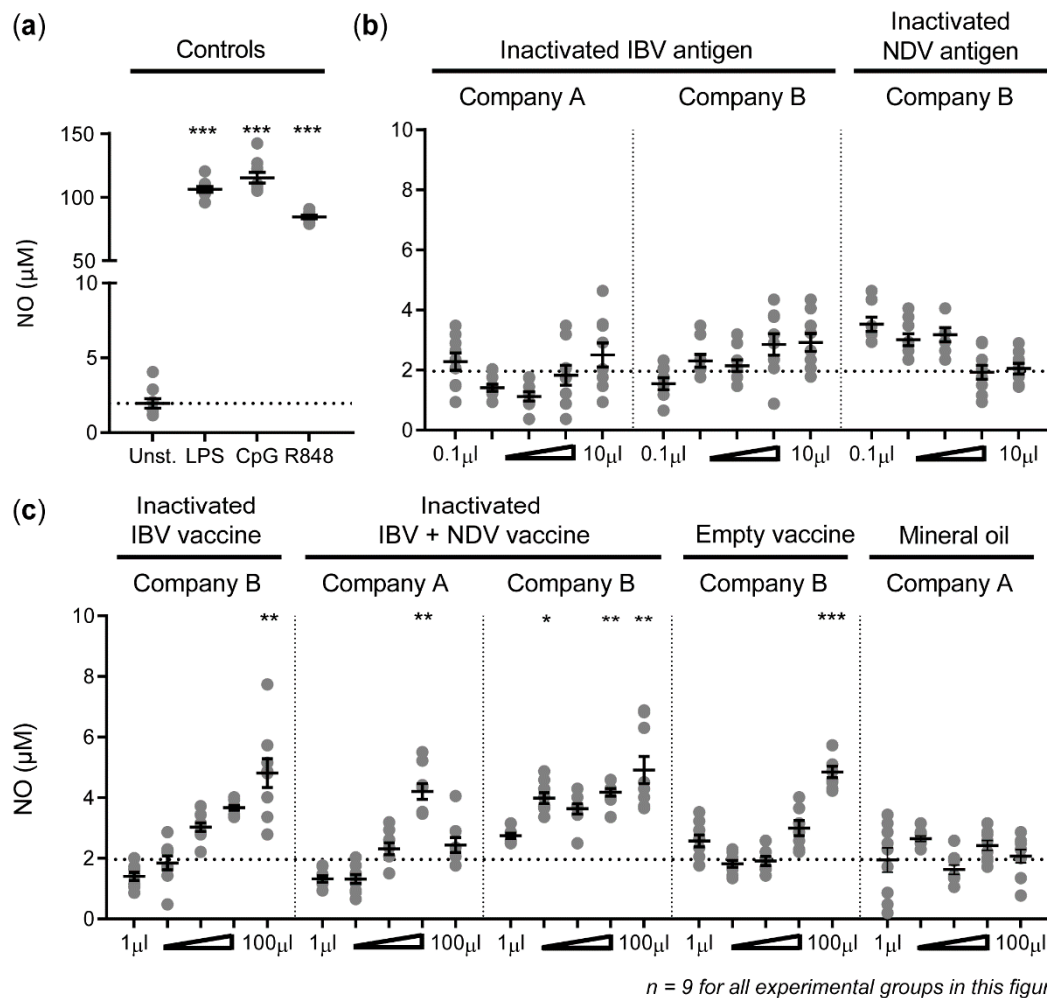 (a)
Controls
*** *** ***
150
100
50
10
5
0
NO (µM)
Unst. LPS CpG R848
(b)
Inactivated IBV antigen
Inactivated
NDV antigen
Company A
Company B
Company B
10
8
6
4
2
0
0.1µl 10µl 0.1µl 10µl 0.1µl 10µl
(c)
Inactivated
IBV vaccine
Inactivated
IBV + NDV vaccine
Empty vaccine
Mineral oil
Company B
Company A
Company B
Company B
Company A
** ** * ** ** ***
10
8
6
4
2
0
NO (µM)
1µl 100µl 1µl 100µl 1µl 100µl 1µl 100µl 1µl 100µl
n = 9 for all experimental groups in this figur